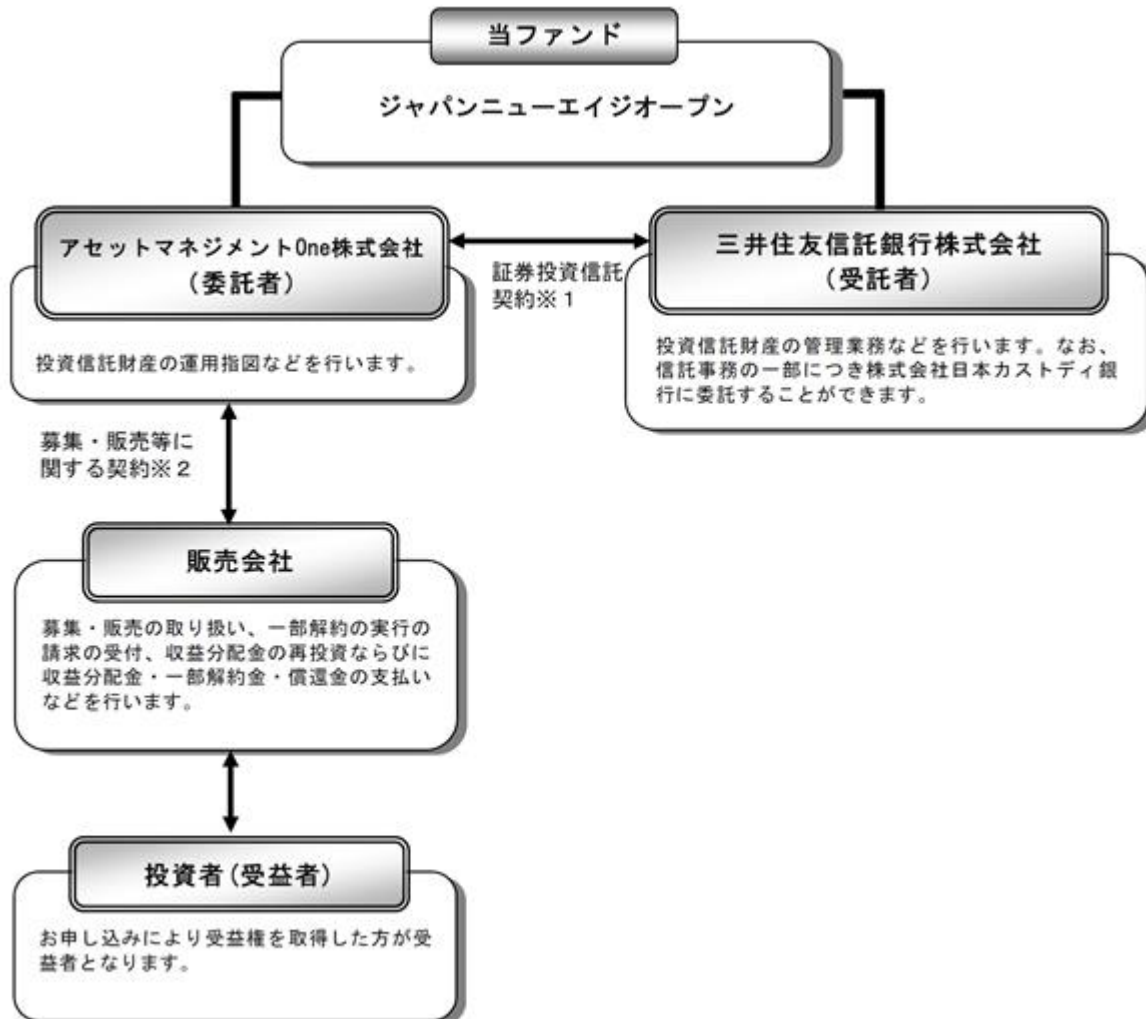 当ファンド
ジャパンニューエイジオープン
アセットマネジメントOne株式会社
(委託者)
投資信託財産の運用指図などを行います。
証券投資信託
契約※1
三井住友信託銀行株式会社
(受託者)
投資信託財産の管理業務などを行います。なお、
信託事務の一部につき株式会社日本カストディ銀
行に委託することができます。
募集・販売等に
関する契約※2
販売会社
募集・販売の取り扱い、一部解約の実行の
請求の受付、収益分配金の再投資ならびに
収益分配金・一部解約金・償還金の支払い
などを行います。
投資者(受益者)
お申し込みにより受益権を取得した方が受
益者となります。